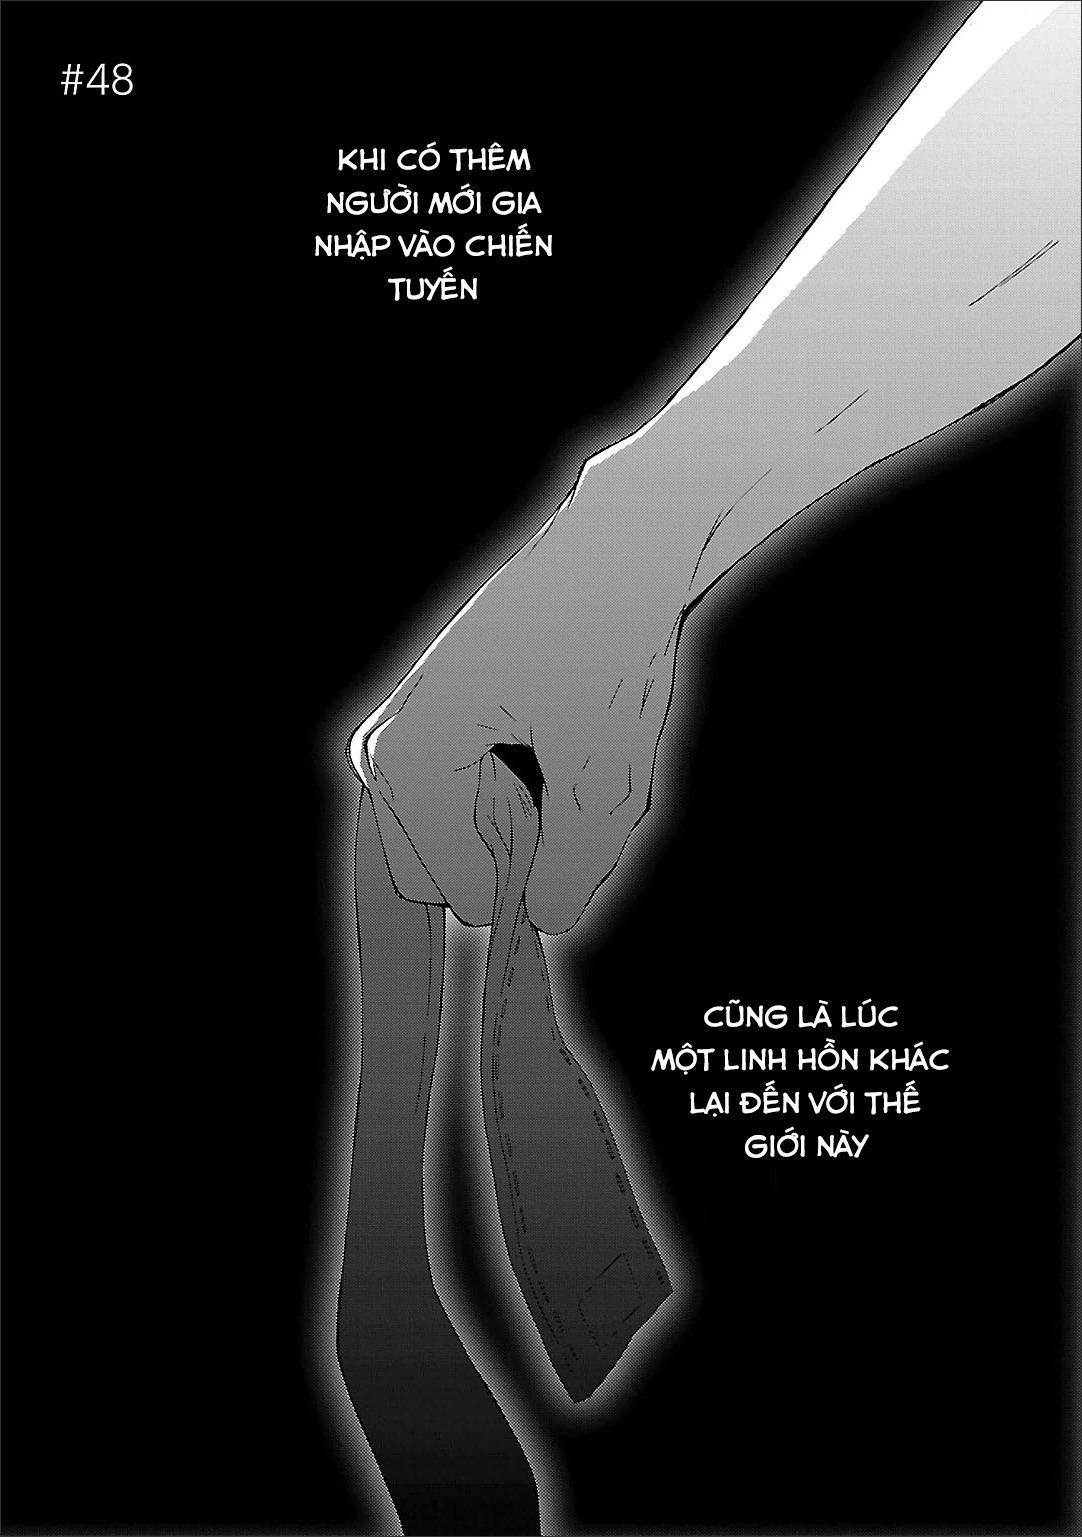 #48
KHI CÓ THÊM
NGƯỜI MỚI GIA
NHẬP VÀO CHIẾN
TUYẾN
CŨNG LÀ LÚC
MỘT LINH HỒN KHÁC
LẠI ĐẾN VỚI THẾ
GIỚI NÀY